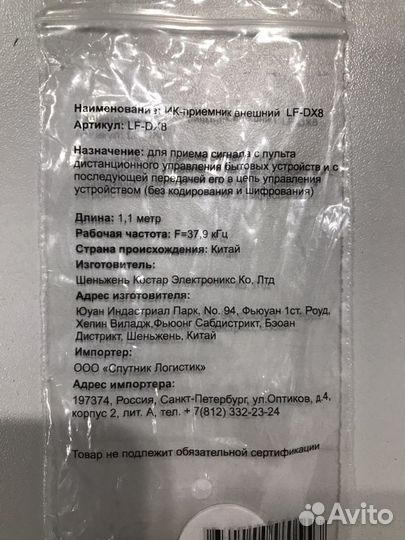 Наименование: ИК-приемник внешний LF-DX8
Артикул: LF-DX8
Назначение: для приема сигнала с пульта
дистанционного управления бытовых устройств и с
последующей передачей его в цепь управления
устройством (без кодирования и шифрования)
Длина: 1,1 метр
Рабочая частота: F=37,9 кГц
Страна происхождения: Китай
Изготовитель:
Шеньжень Костар Электроникс Ко, Лтд
Адрес изготовителя:
Юуан Индастриал Парк, No. 94, Фьюуан 1ст. Роуд,
Хепин Виладж,Фьюонг Сабдистрикт, Бэоан
Дистрикт, Шеньжень, Китай
Импортер:
ООО «Спутник Логистик»
Адрес импортера:
197374, Россия, Санкт-Петербург, ул.Оптиков, д.4,
корпус 2, лит. А, тел. + 7(812) 332-23-24
Товар не подлежит обязательной сертификации
Avito